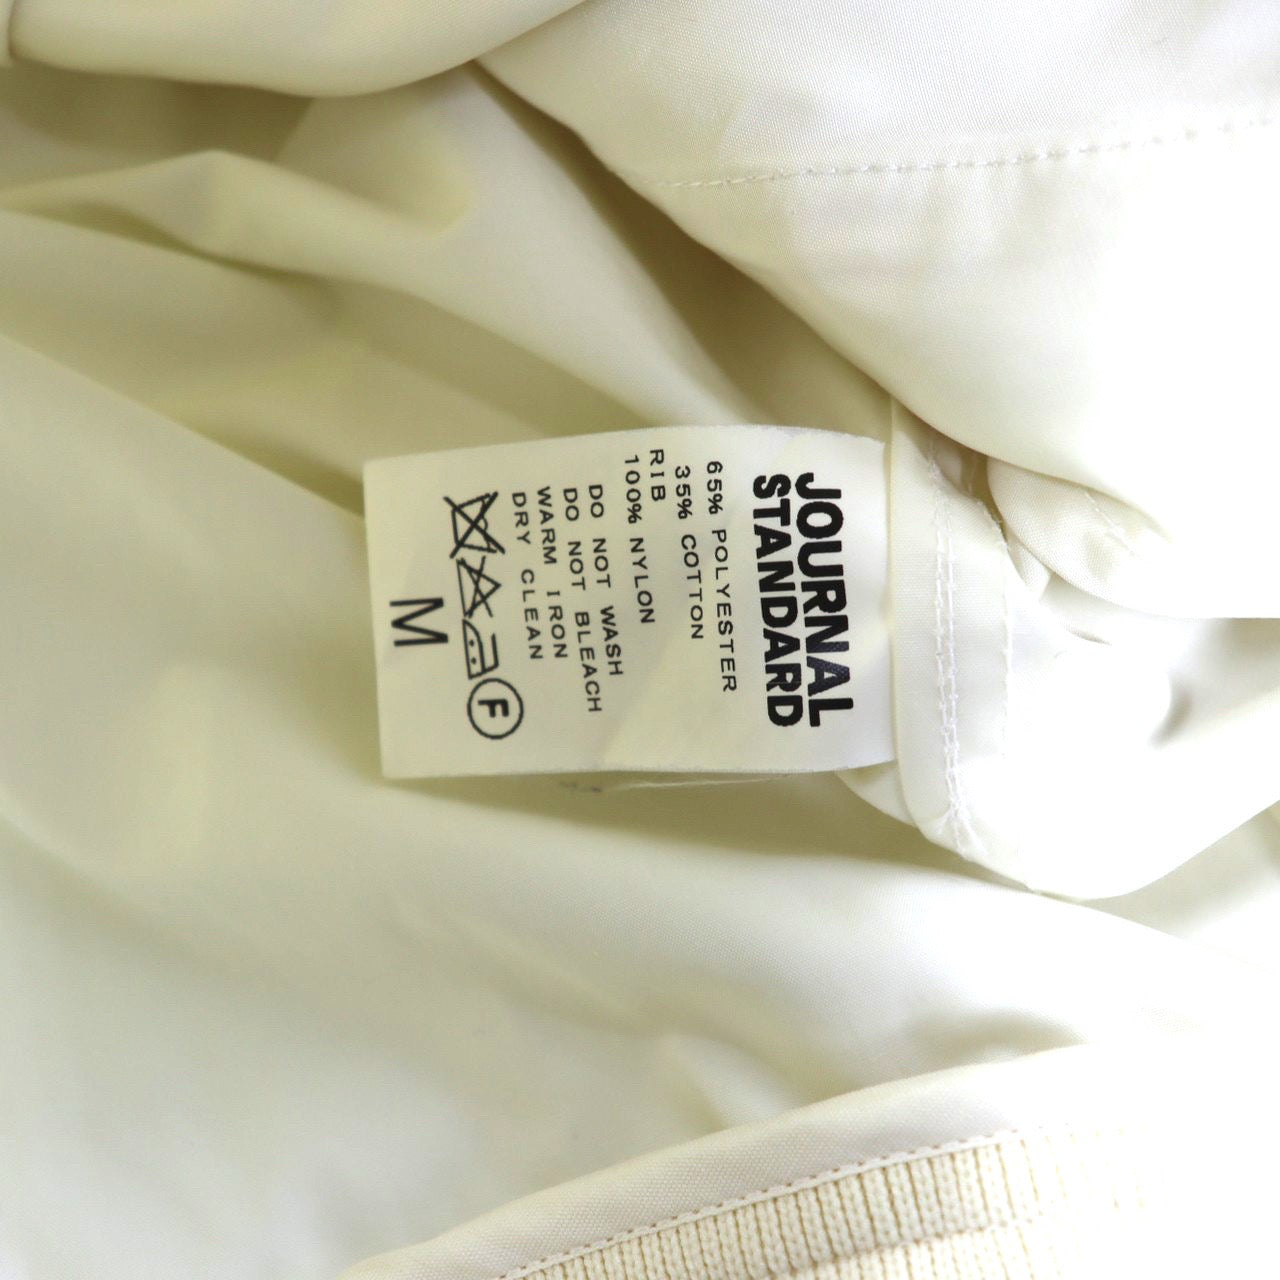 JOURNAL
STANDARD
65% POLYESTER
35% COTTON
RIB
100% NYLON
DO NOT WASH
DO NOT BLEACH
WARM IRON
DRY CLEAN
F
M